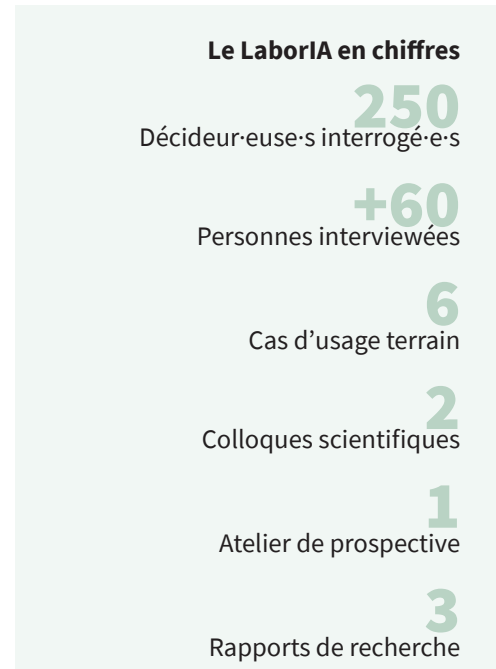 Le LaborIA en chiffres
250
Décideur·euse·s interrogé·e·s
+60
Personnes interviewées
6
Cas d’usage terrain
2
Colloques scientifiques
1
Atelier de prospective
3
Rapports de recherche